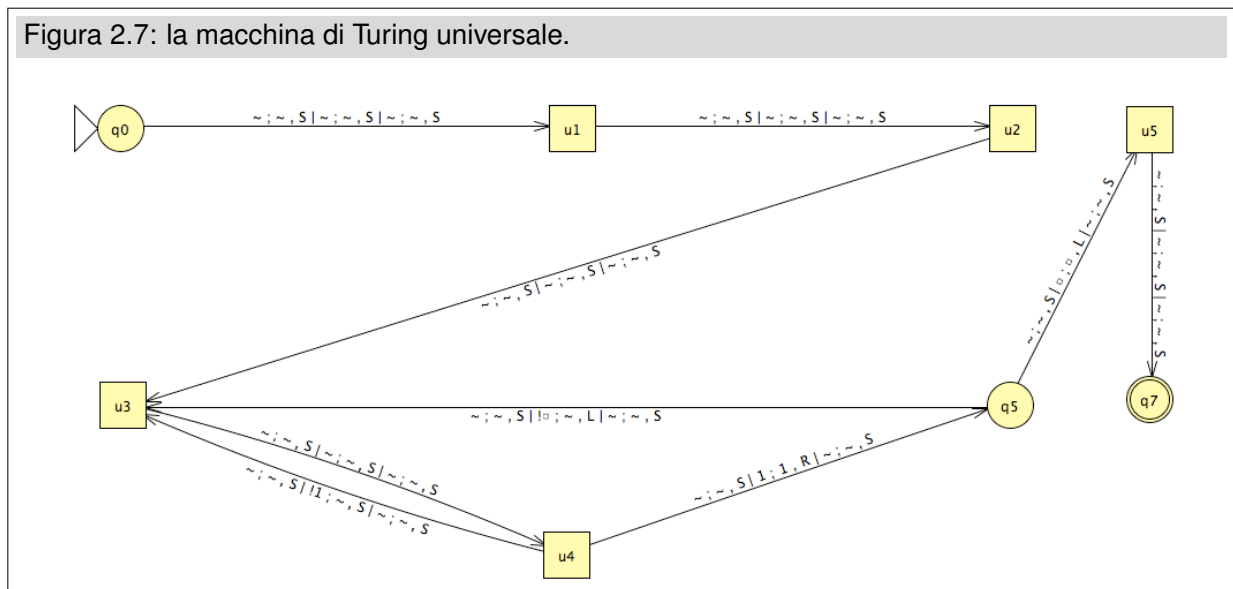 Figura 2.7: la macchina di Turing universale.
q0
~;~,S|~;~,S|~;~,S
u1
~;~,S|~;~,S|~;~,S
u2
u5
~;~,S|~;~,S|~;~,S
~;~,S|□;□,L|~;~,S
~;~,S|~;~,S|~;~,S
u3
~;~,S|!□;~,L|~;~,S
q5
q7
~;~,S|~;~,S|~;~,S
~;~,S|!1;~,S|~;~,S
~;~,S|1;1,R|~;~,S
u4